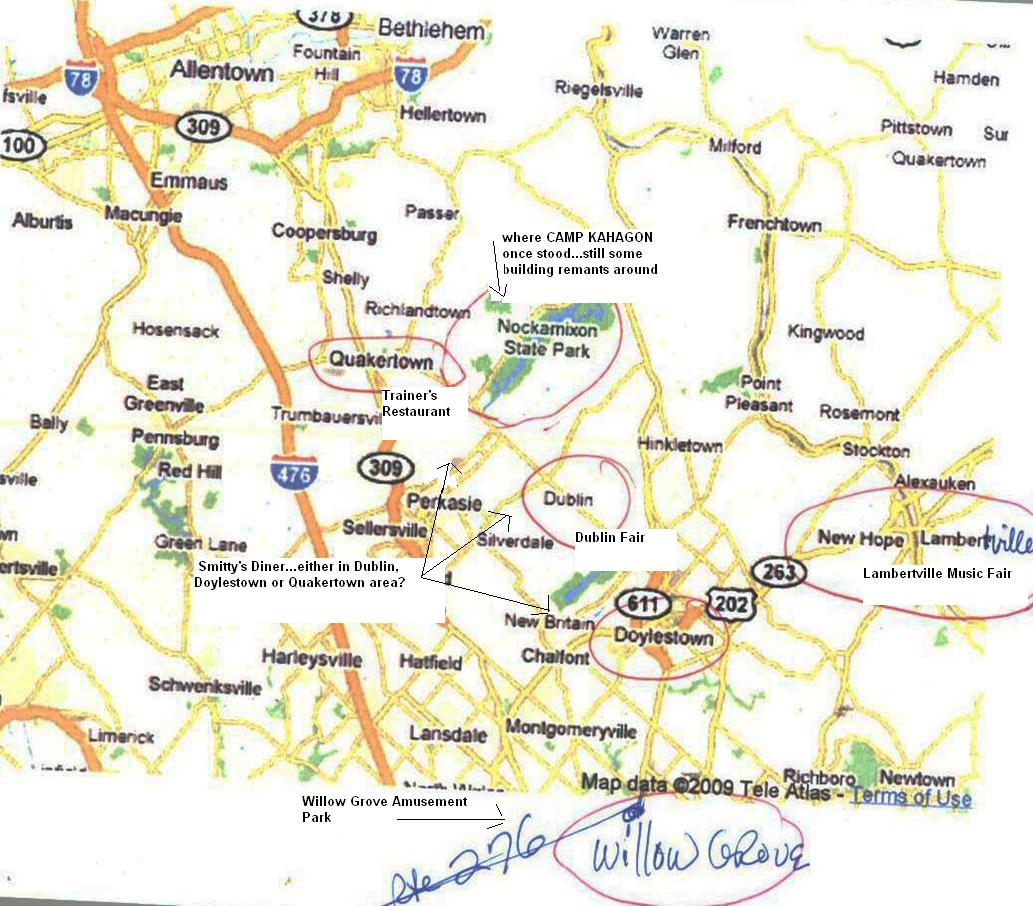 378
Bethlehem
Warren
Glen
Fountain
Hill
78
Allentown
78
Hamden
Riegelsville
fsville
Hellertown
309
Pittstown
Sur
100
Milford
Quakertown
Emmaus
Passer
Alburtis
Macungie
Frenchtown
Coopersburg
where CAMP KAHAGON
once stood...still some
building remants around
Shelly
Richlandtown
Hosensack
Nockamixon
State Park
Kingwood
Quakertown
East
Greenville
Point
Pleasant
Trainer's
Restaurant
Trumbauersvi
Rosemont
Bally
Pennsburg
Hinkletown
Stockton
Red Hill
476
309
sville
Alexauken
Perkasie
Dublin
Sellersville
wn
Green Lane
Silverdale
Dublin Fair
New Hope
Lambertville
ertsville
Smitty's Diner...either in Dublin,
Doylestown or Quakertown area?
263
Lambertville Music Fair
611
202
New Britain
Doylestown
Harleysville
Hatfield
Chalfont
Schwenksville
Limerick
Lansdale
Montgomeryville
Richboro
Newtown
Map data ©2009 Tele Atlas - Terms of Use
Willow Grove Amusement
Park
rte 276
Willow Grove